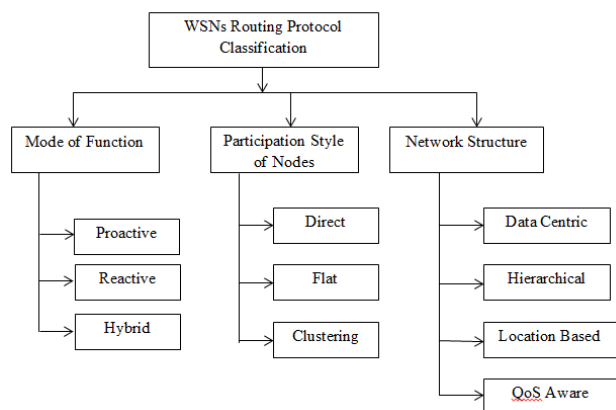 WSNs Routing Protocol
Classification
Mode of Function
Participation Style
of Nodes
Network Structure
Proactive
Reactive
Hybrid
Direct
Flat
Clustering
Data Centric
Hierarchical
Location Based
QoS Aware